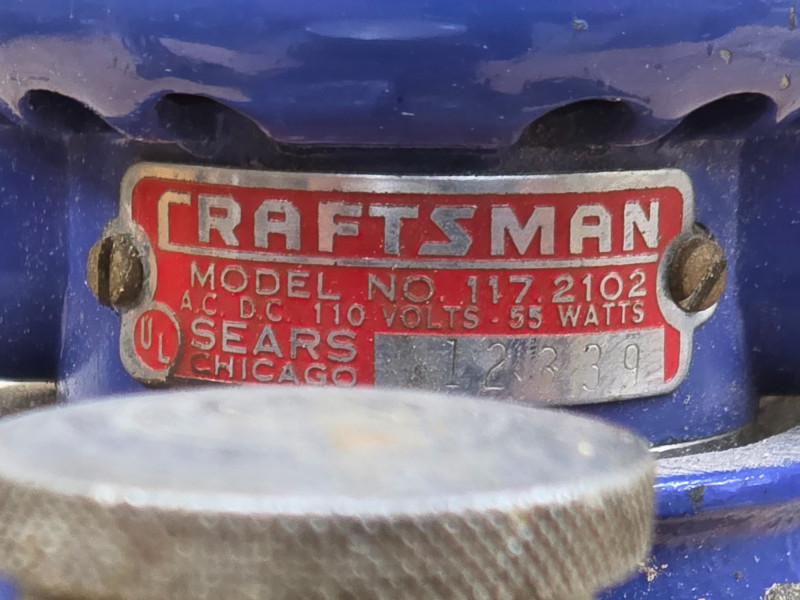 CRAFTSMAN
MODEL NO. 117.2102
A.C. D.C. 110 VOLTS - 55 WATTS
UL
SEARS
CHICAGO
12339